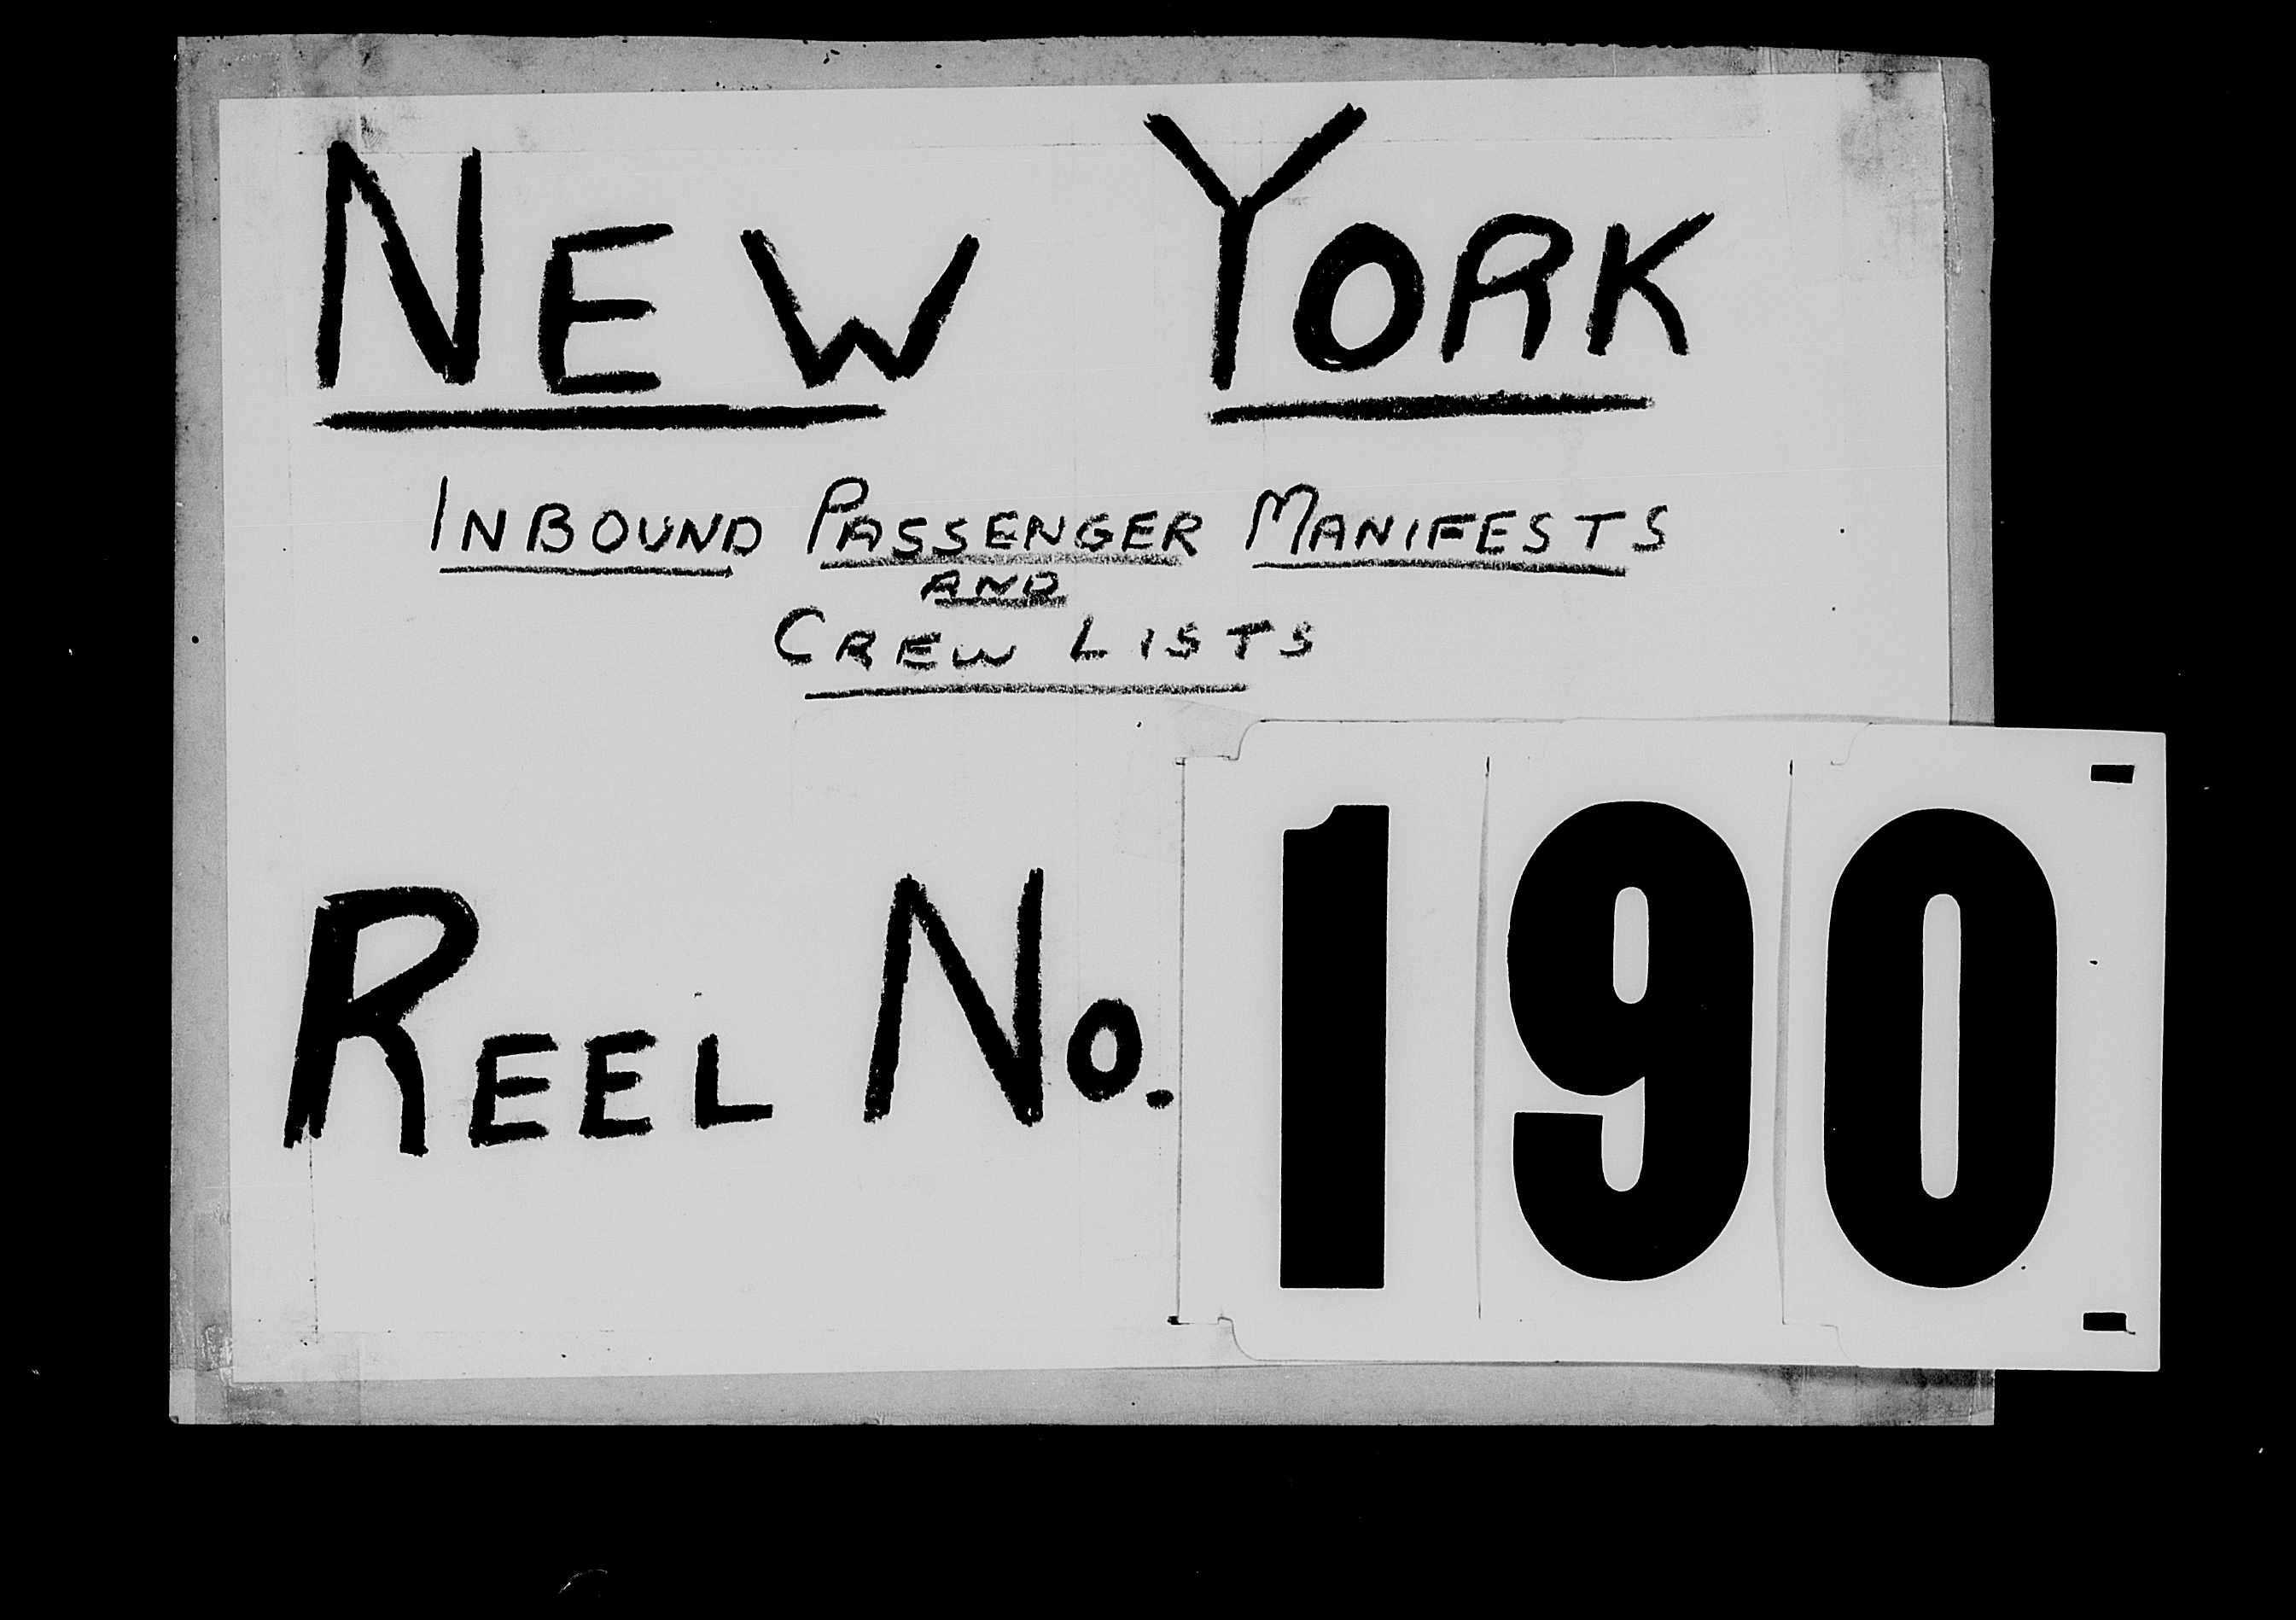 NEW YORK
INBOUND PASSENGER MANIFESTS
AND
CREW LISTS
REEL NO. 190